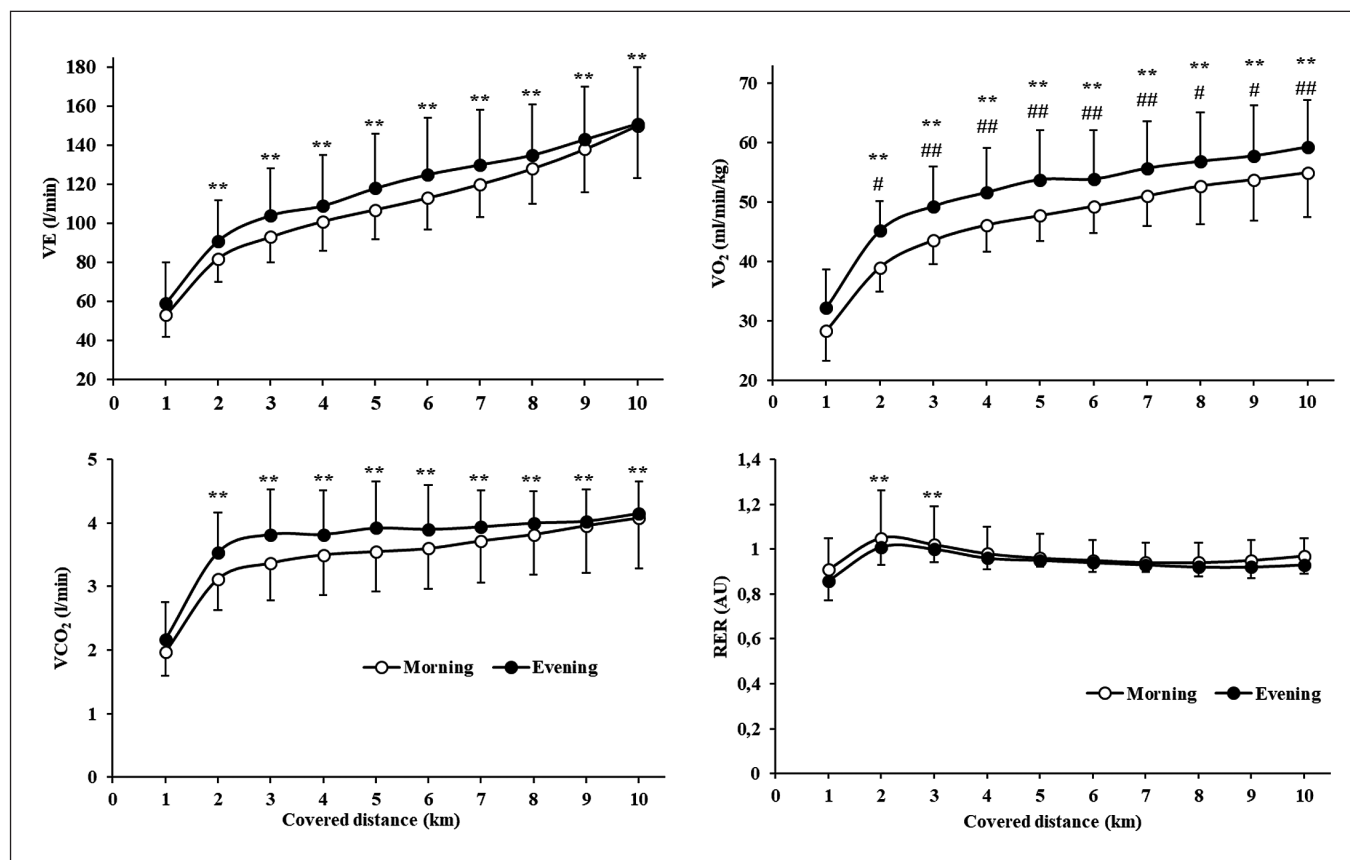 ** ** ** ** ** ** ** ** **
180
160
140
120
100
80
60
40
20
VE (l/min)
0 1 2 3 4 5 6 7 8 9 10
** ** ** ** ** ** ** ** **
# ## ## ## ## ## # # ##
70
60
50
40
30
20
VO₂ (ml/min/kg)
0 1 2 3 4 5 6 7 8 9 10
** ** ** ** ** ** ** ** **
5
4
3
2
1
0
VCO₂ (l/min)
Morning Evening
0 1 2 3 4 5 6 7 8 9 10
Covered distance (km)
** **
1,4
1,2
1
0,8
0,6
0,4
0,2
0
RER (AU)
Morning Evening
0 1 2 3 4 5 6 7 8 9 10
Covered distance (km)